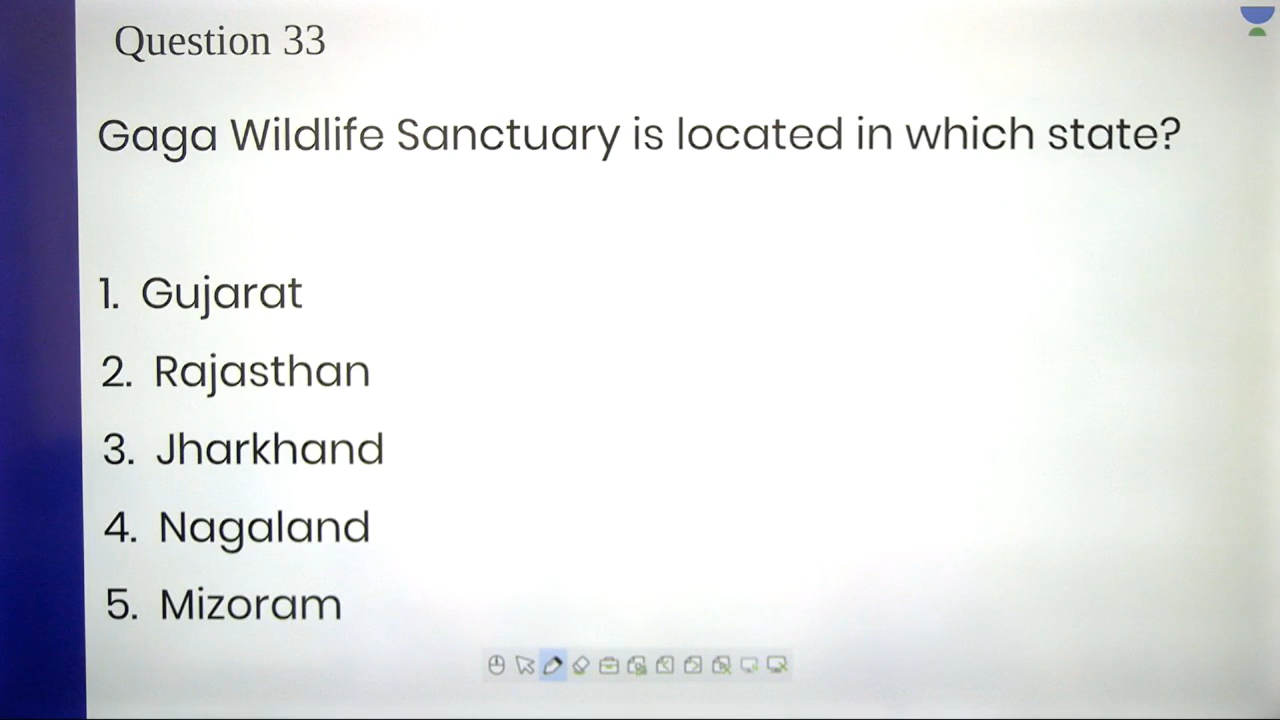 Question 33
Gaga Wildlife Sanctuary is located in which state?
1. Gujarat
2. Rajasthan
3. Jharkhand
4. Nagaland
5. Mizoram